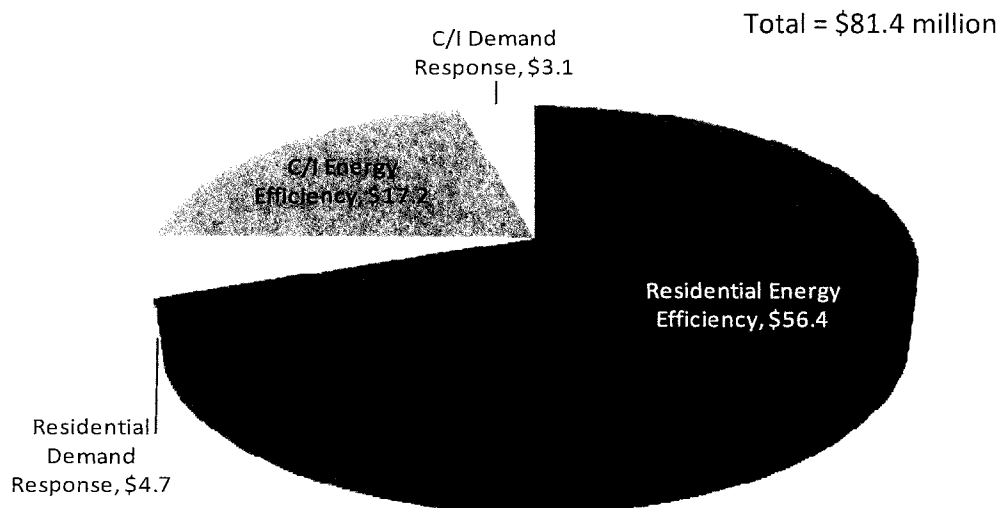 Total = $81.4 million
C/I Demand
Response, $3.1
C/I Energy
Efficiency, $17.2
Residential Energy
Efficiency, $56.4
Residential
Demand
Response, $4.7